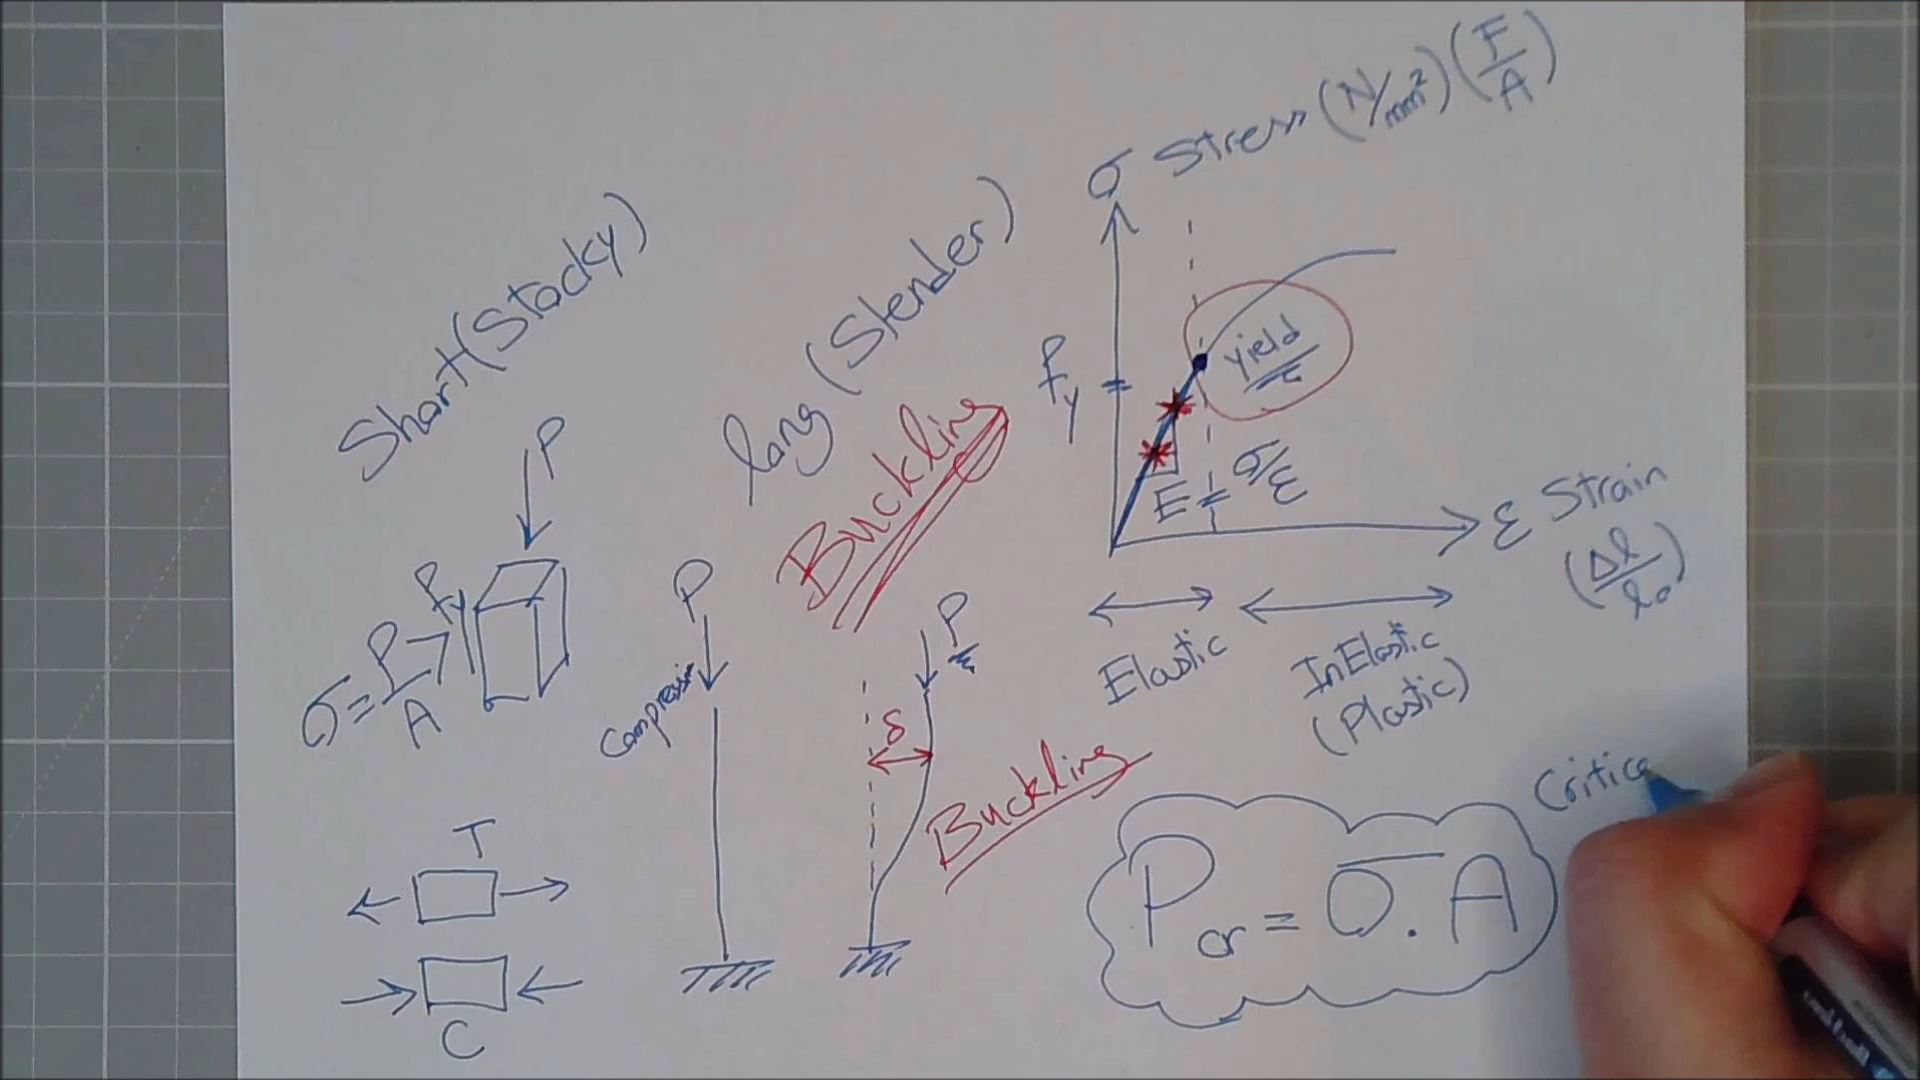 Short (Stocky)
P
fy
σ = P/A > fy
T
C
long (Slender)
Buckling
P
Compression
P
δ
Buckling
σ Stress (N/mm²) (F/A)
fy
yield
E = σ/ε
ε Strain
(Δl/l₀)
Elastic
InElastic
(Plastic)
Critica
Pcr = σ . A